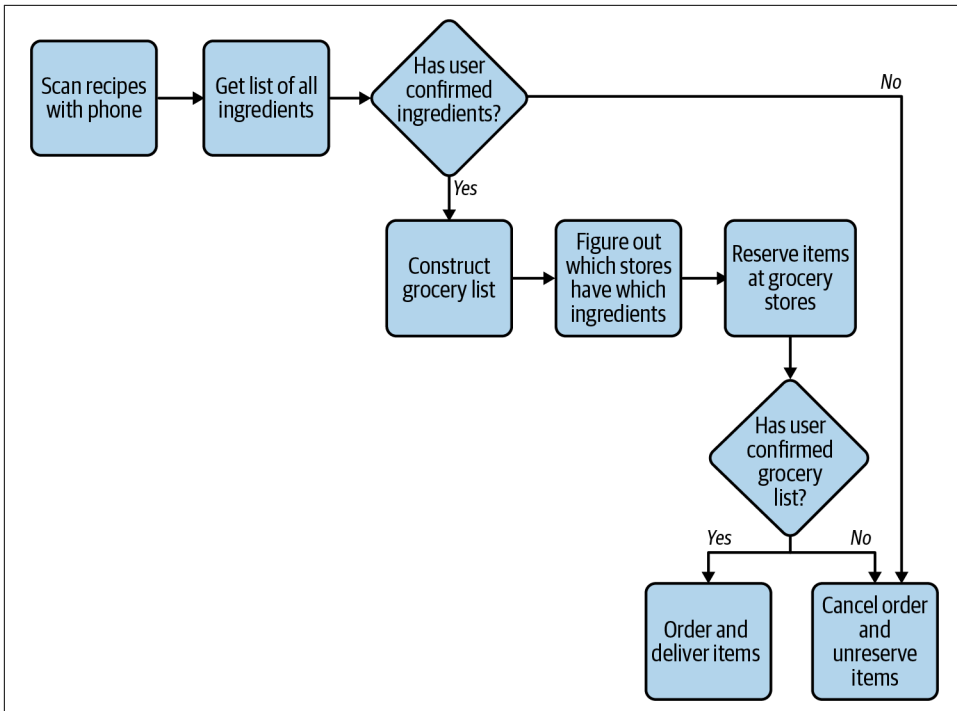 Scan recipes
with phone
Get list of all
ingredients
Has user
confirmed
ingredients?
No
Yes
Construct
grocery list
Figure out
which stores
have which
ingredients
Reserve items
at grocery
stores
Has user
confirmed
grocery
list?
Yes
No
Order and
deliver items
Cancel order
and
unreserve
items